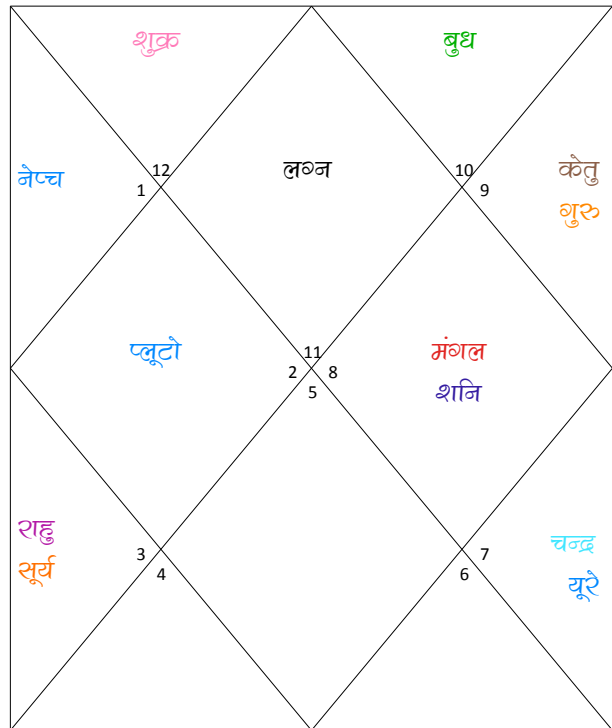 शुक्र
बुध
नेप्च
12
1
लग्न
10
9
केतु
गुरु
प्लूटो
11
2
8
5
मंगल
शनि
राहु
सूर्य
3
4
7
6
चन्द्र
यूरे